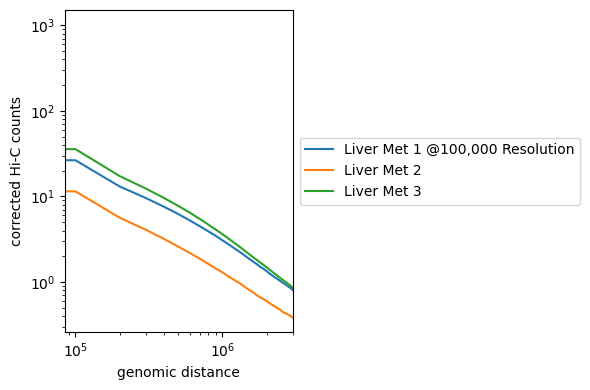 10³
10²
10¹
10⁰
corrected Hi-C counts
10⁵
10⁶
genomic distance
Liver Met 1 @100,000 Resolution
Liver Met 2
Liver Met 3